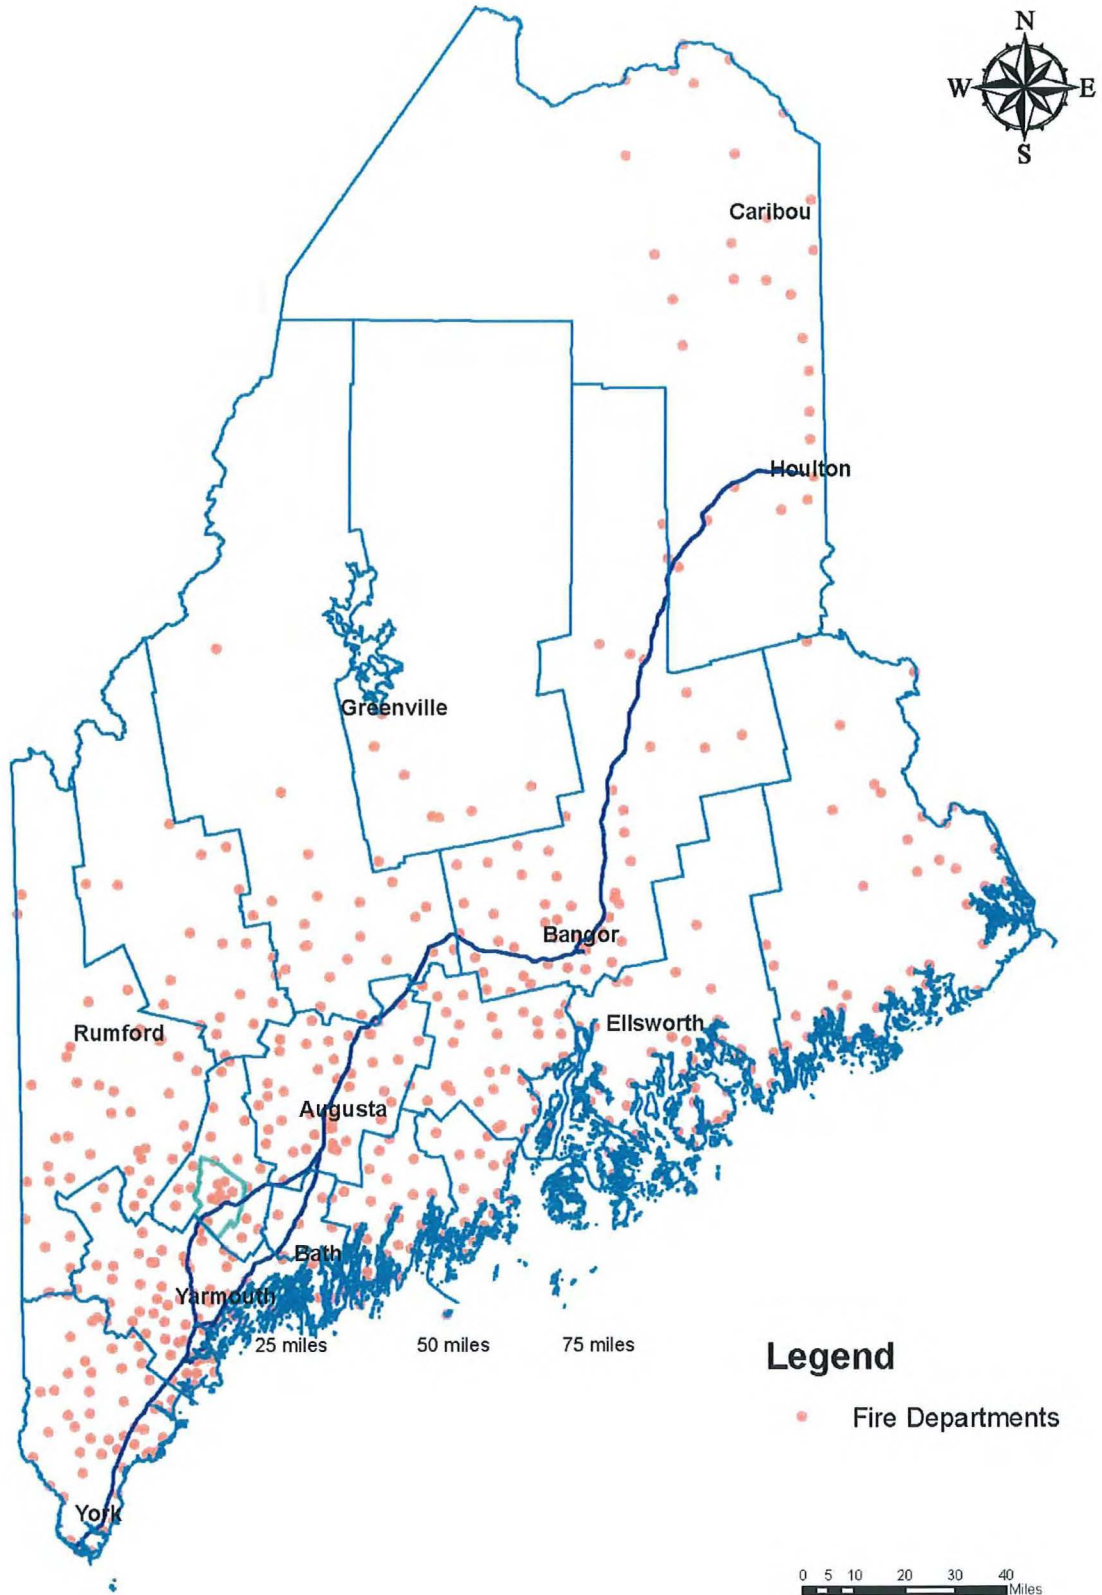 N
W E
S
Caribou
Houlton
Greenville
Bangor
Rumford
Ellsworth
Augusta
Bath
Yarmouth
25 miles 50 miles 75 miles
Legend
Fire Departments
York
0 5 10 20 30 40
Miles